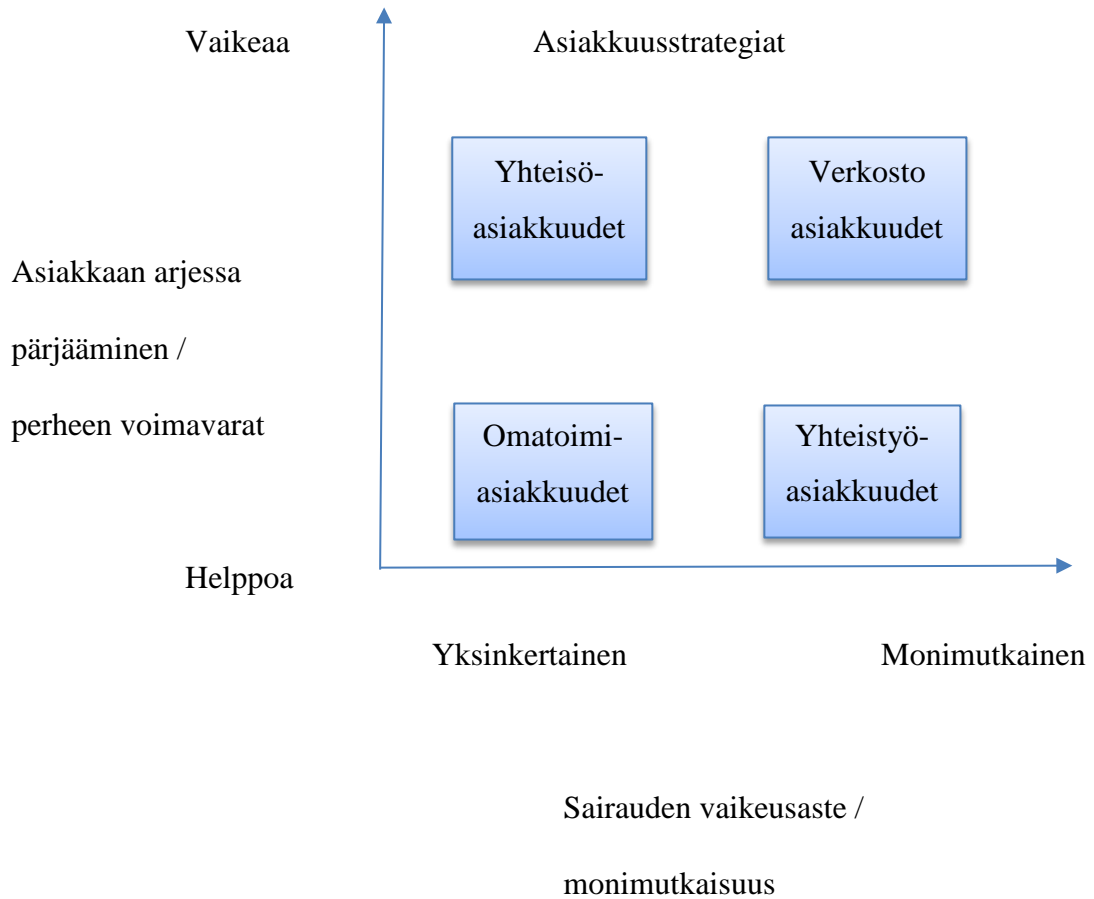 Vaikeaa
Asiakkuusstrategiat
Yhteisö-
asiakkuudet
Verkosto
asiakkuudet
Asiakkaan arjessa
pärjääminen /
perheen voimavarat
Omatoimi-
asiakkuudet
Yhteistyö-
asiakkuudet
Helppoa
Yksinkertainen
Monimutkainen
Sairauden vaikeusaste /
monimutkaisuus